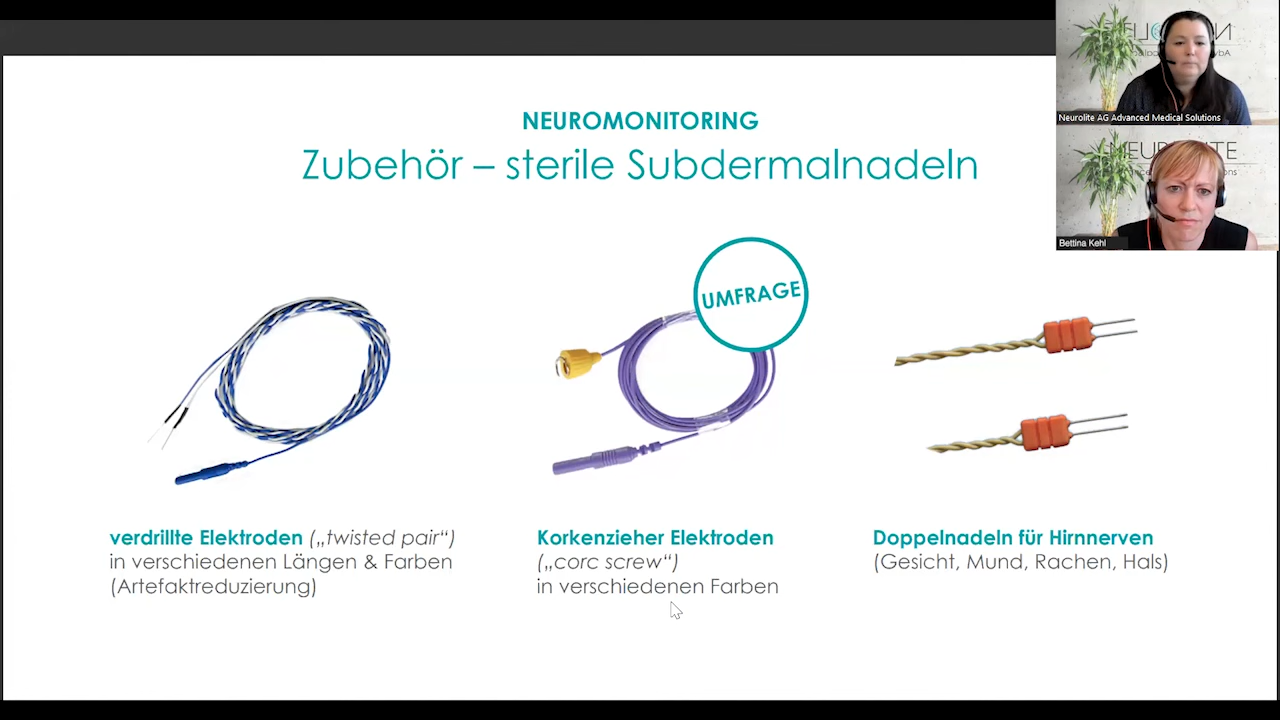 NEUROMONITORING
Zubehör – sterile Subdermalnadeln
UMFRAGE
verdrillte Elektroden („twisted pair“)
in verschiedenen Längen & Farben
(Artefaktreduzierung)
Korkenzieher Elektroden
(„corc screw“)
in verschiedenen Farben
Doppelnadeln für Hirnnerven
(Gesicht, Mund, Rachen, Hals)
Neurolite AG Advanced Medical Solutions
Bettina Kehl